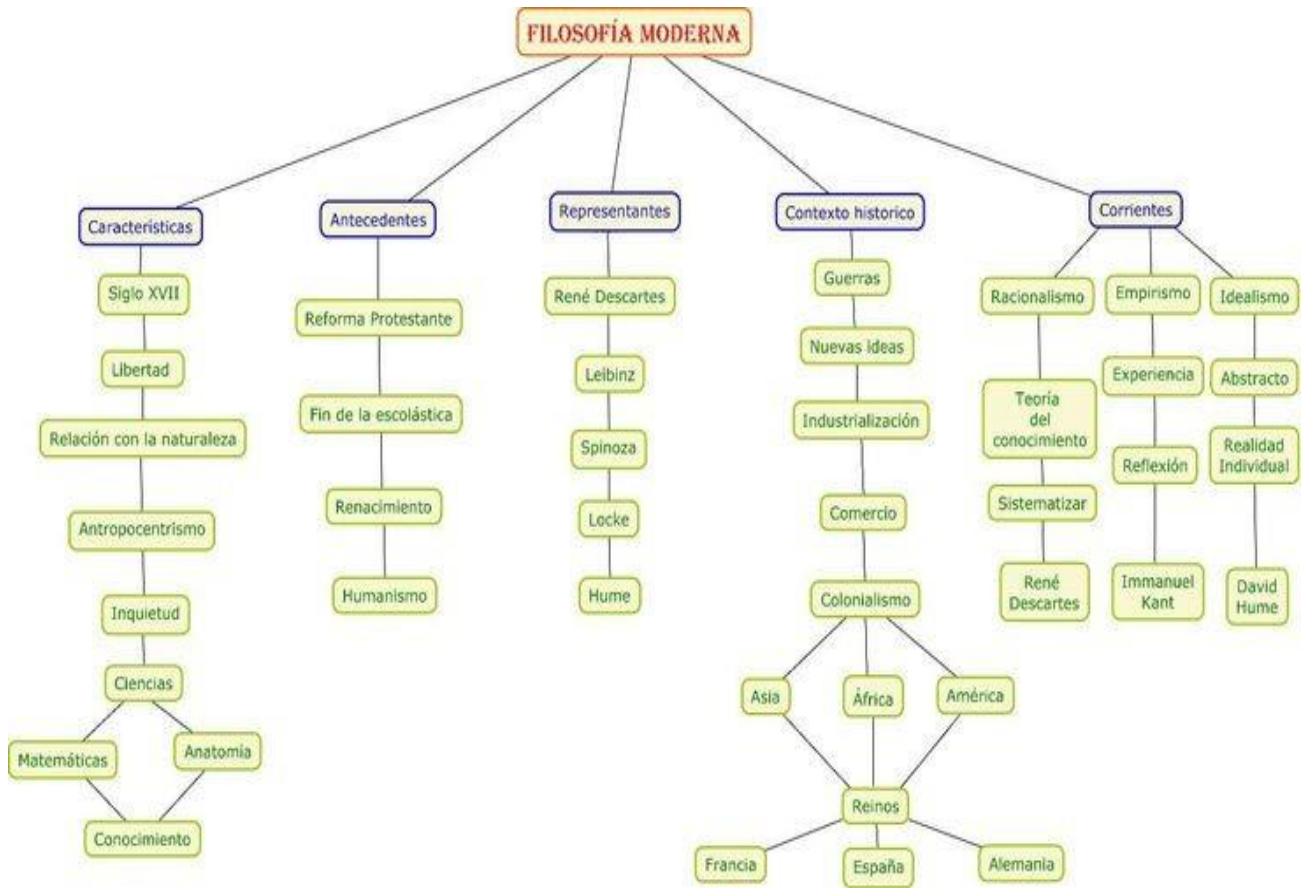 FILOSOFÍA MODERNA
Características
Antecedentes
Representantes
Contexto historico
Corrientes
Siglo XVII
Libertad
Relación con la naturaleza
Antropocentrismo
Inquietud
Ciencias
Matemáticas
Anatomia
Conocimiento
Reforma Protestante
Fin de la escolástica
Renacimiento
Humanismo
René Descartes
Leibinz
Spinoza
Locke
Hume
Guerras
Nuevas ideas
Industrialización
Comercio
Colonialismo
Asia
África
América
Reinos
Francia
España
Alemania
Racionalismo
Teoría
del
conocimiento
Sistematizar
René
Descartes
Empirismo
Experiencia
Reflexión
Immanuel
Kant
Idealismo
Abstracto
Realidad
Individual
David
Hume